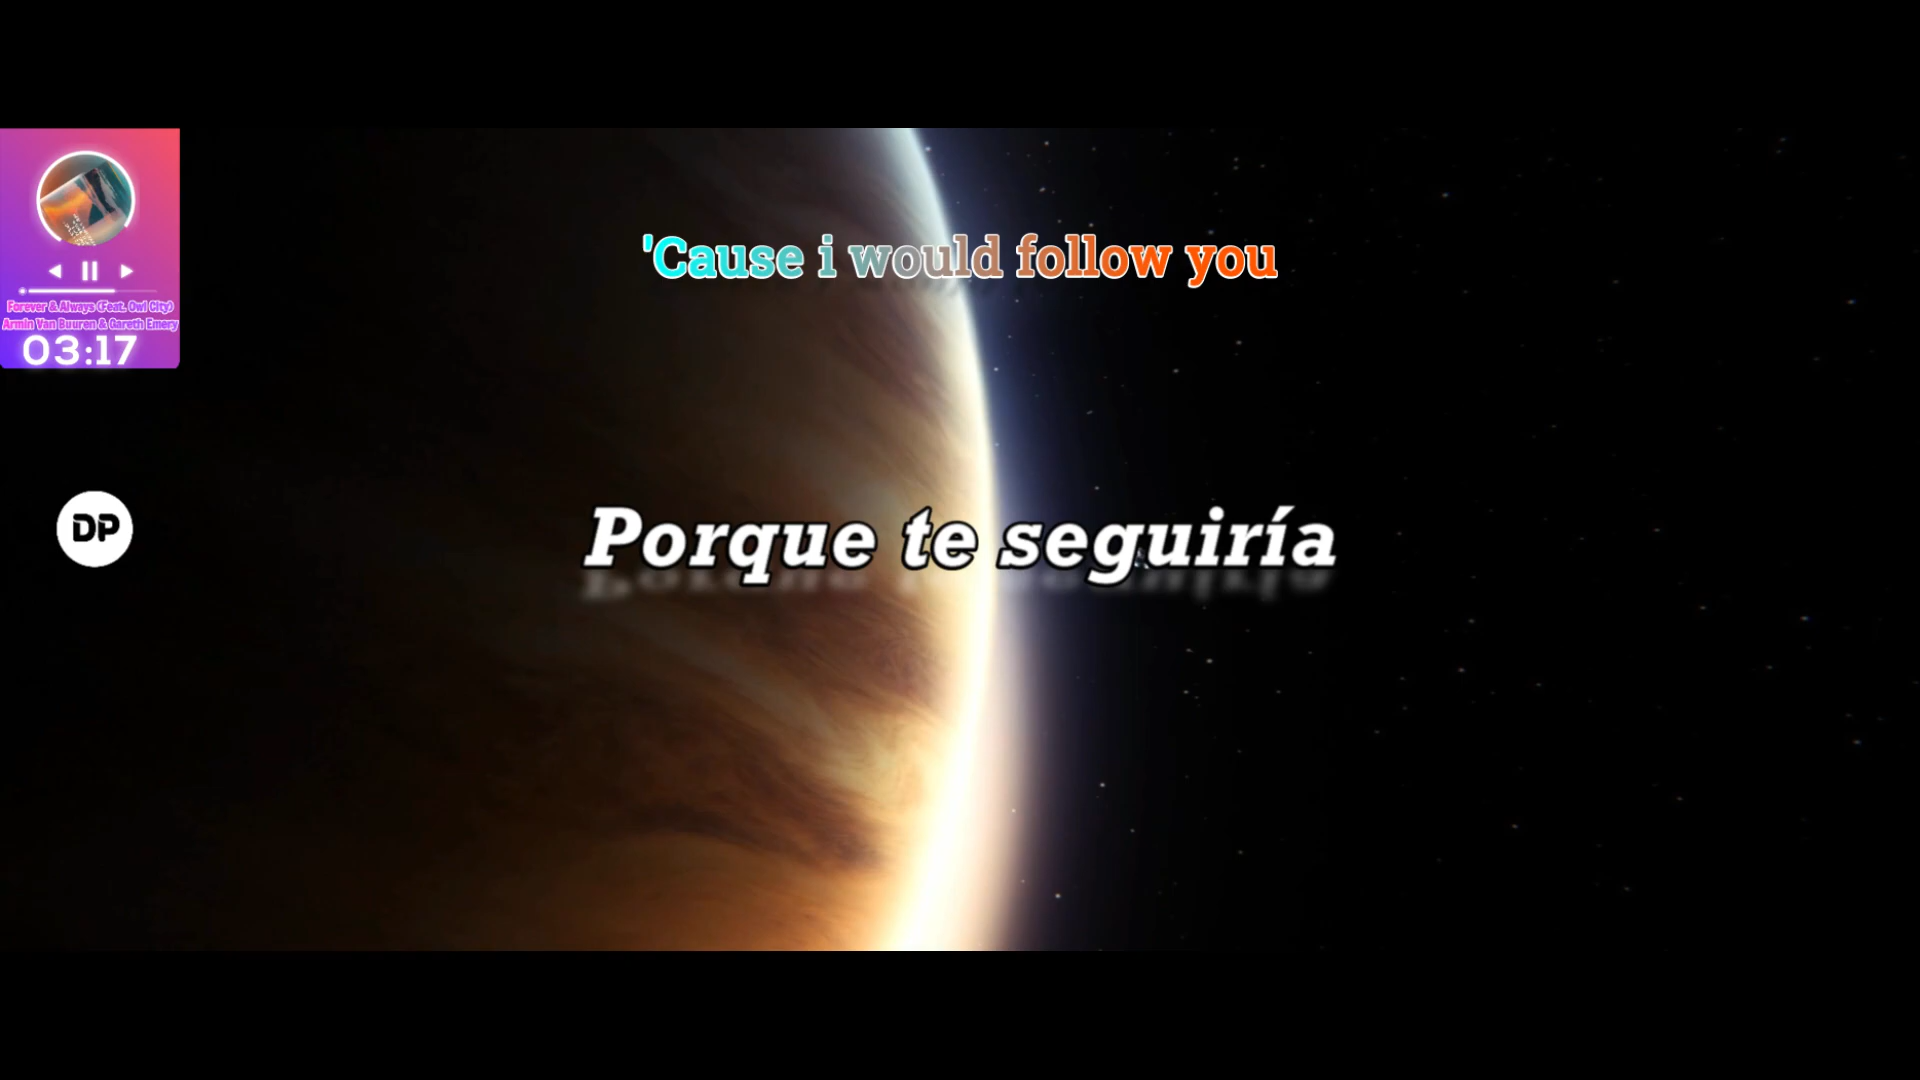 'Cause i would follow you
Forever & Always (Feat. Owl City)
Armin Van Buuren & Gareth Emery
03:17
DP
Porque te seguiría